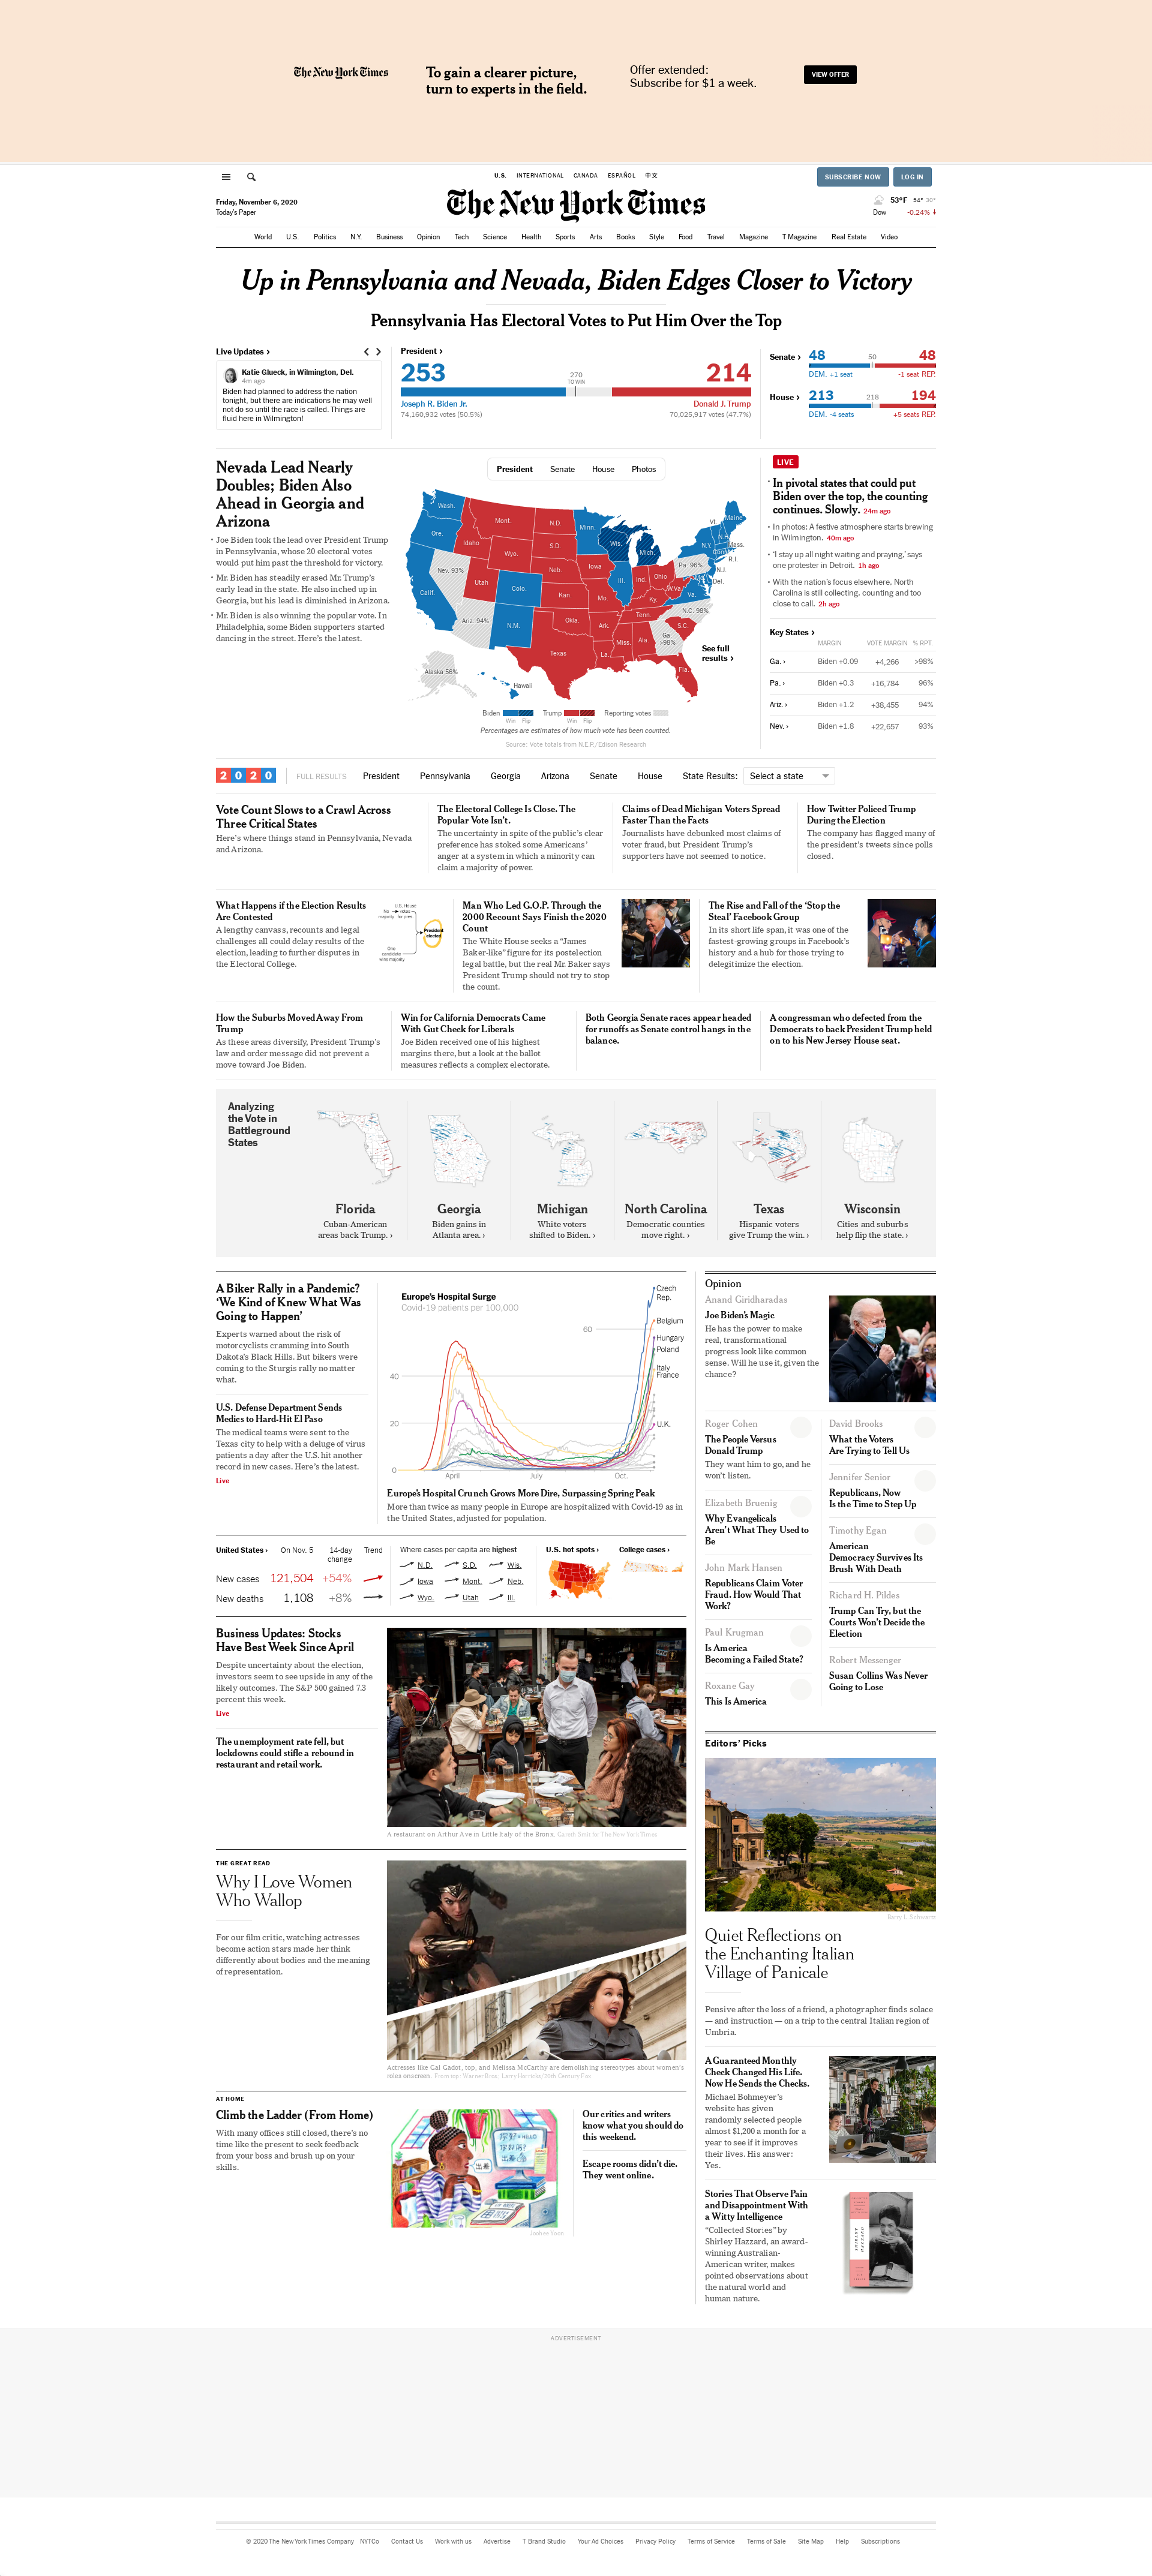 The New York Times
To gain a clearer picture,
turn to experts in the field.
Offer extended:
Subscribe for $1 a week.
VIEW OFFER
U.S. INTERNATIONAL CANADA ESPAÑOL 中文
SUBSCRIBE NOW LOG IN
Friday, November 6, 2020
Today's Paper
The New York Times
53°F 54° 39°
Dow -0.24%
World U.S. Politics N.Y. Business Opinion Tech Science Health Sports Arts Books Style Food Travel Magazine T Magazine Real Estate Video
Up in Pennsylvania and Nevada, Biden Edges Closer to Victory
Pennsylvania Has Electoral Votes to Put Him Over the Top
Live Updates ›
Katie Glueck, in Wilmington, Del.
4m ago
Biden had planned to address the nation
tonight, but there are indications he may well
not do so until the race is called. Things are
fluid here in Wilmington!
President ›
253
270
TO WIN
214
Joseph R. Biden Jr.
Donald J. Trump
74,160,932 votes (50.5%)
70,025,917 votes (47.7%)
Senate ›
48 50 48
DEM. +1 seat -1 seat REP.
House ›
213 218 194
DEM. -4 seats +5 seats REP.
Nevada Lead Nearly
Doubles; Biden Also
Ahead in Georgia and
Arizona
Joe Biden took the lead over President Trump
in Pennsylvania, whose 20 electoral votes
would put him past the threshold for victory.
Mr. Biden has steadily erased Mr. Trump's
early lead in the state. He also inched up in
Georgia, but his lead is diminished in Arizona.
Mr. Biden is also winning the popular vote. In
Philadelphia, some Biden supporters started
dancing in the street. Here's the latest.
President Senate House Photos
Wash.
Mont.
N.D.
Minn.
Vt.
Maine
Ore.
Idaho
Wyo.
S.D.
Wis.
Mich.
N.Y.
N.H.
Mass.
Conn.
R.I.
Nev. 93%
Utah
Colo.
Neb.
Iowa
Ill.
Ind.
Ohio
Pa. 96%
N.J.
Del.
Calif.
Kan.
Mo.
Ky.
W.Va.
Va.
Ariz. 94%
N.M.
Okla.
Ark.
Tenn.
N.C. 98%
S.C.
Texas
La.
Miss.
Ala.
Ga.
>98%
Fla.
Alaska 56%
Hawaii
See full
results ›
Biden Trump Reporting votes
Win Flip Win Flip
Percentages are estimates of how much vote has been counted.
Source: Vote totals from N.E.P./Edison Research
LIVE
In pivotal states that could put
Biden over the top, the counting
continues. Slowly. 24m ago
In photos: A festive atmosphere starts brewing
in Wilmington. 40m ago
'I stay up all night waiting and praying,' says
one protester in Detroit. 1h ago
With the nation's focus elsewhere, North
Carolina is still collecting, counting too
close to call. 2h ago
Key States ›
MARGIN VOTE MARGIN % RPT.
Ga. › Biden +0.09 +4,266 >98%
Pa. › Biden +0.3 +16,784 96%
Ariz. › Biden +1.2 +38,455 94%
Nev. › Biden +1.8 +22,657 93%
2020 FULL RESULTS President Pennsylvania Georgia Arizona Senate House State Results: Select a state
Vote Count Slows to a Crawl Across
Three Critical States
Here's where things stand in Pennsylvania, Nevada
and Arizona.
The Electoral College Is Close. The
Popular Vote Isn't.
The uncertainty in spite of the public's clear
preference has stoked some Americans'
anger at a system in which a minority can
claim a majority of power.
Claims of Dead Michigan Voters Spread
Faster Than the Facts
Journalists have debunked most claims of
voter fraud, but President Trump's
supporters have not seemed to notice.
How Twitter Policed Trump
During the Election
The company has flagged many of
the president's tweets since polls
closed.
What Happens if the Election Results
Are Contested
A lengthy canvass, recounts and legal
challenges all could delay results of the
election, leading to further disputes in
the Electoral College.
U.S. House
No majority
votes for pres.
President elected
One candidate wins majority
Man Who Led G.O.P. Through the
2000 Recount Says Finish the 2020
Count
The White House seeks a “James
Baker-like” figure for its postelection
legal battle, but the real Mr. Baker says
President Trump should not try to stop
the count.
The Rise and Fall of the ‘Stop the
Steal’ Facebook Group
In its short life span, it was one of the
fastest-growing groups in Facebook's
history and a hub for those trying to
delegitimize the election.
How the Suburbs Moved Away From
Trump
As these areas diversify, President Trump's
law and order message did not prevent a
move toward Joe Biden.
Win for California Democrats Came
With Gut Check for Liberals
Joe Biden received one of his highest
margins there, but a look at the ballot
measures reflects a complex electorate.
Both Georgia Senate races appear headed
for runoffs as Senate control hangs in the
balance.
A congressman who defected from the
Democrats to back President Trump held
on to his New Jersey House seat.
Analyzing
the Vote in
Battleground
States
Florida
Cuban-American
areas back Trump. ›
Georgia
Biden gains in
Atlanta area. ›
Michigan
White voters
shifted to Biden. ›
North Carolina
Democratic counties
move right. ›
Texas
Hispanic voters
give Trump the win. ›
Wisconsin
Cities and suburbs
help flip the state. ›
A Biker Rally in a Pandemic?
‘We Kind of Knew What Was
Going to Happen’
Experts warned about the risk of
motorcyclists cramming into South
Dakota's Black Hills. But bikers were
coming to the Sturgis rally no matter
what.
U.S. Defense Department Sends
Medics to Hard-Hit El Paso
The medical teams were sent to the
Texas city to help with a deluge of virus
patients a day after the U.S. hit another
record in new cases. Here's the latest.
Live
Europe's Hospital Surge
Covid-19 patients per 100,000
Czech
Rep.
60
Belgium
Hungary
Poland
Italy
France
40
20
U.K.
0
April July Oct.
Europe's Hospital Crunch Grows More Dire, Surpassing Spring Peak
More than twice as many people in Europe are hospitalized with Covid-19 as in
the United States, adjusted for population.
United States › On Nov. 5 14-day
change Trend
New cases 121,504 +54%
New deaths 1,108 +8%
Where cases per capita are highest
N.D. S.D. Wis.
Iowa Mont. Neb.
Wyo. Utah Ill.
U.S. hot spots › College cases ›
Business Updates: Stocks
Have Best Week Since April
Despite uncertainty about the election,
investors seem to see upside in any of the
likely outcomes. The S&P 500 gained 7.3
percent this week.
Live
The unemployment rate fell, but
lockdowns could stifle a rebound in
restaurant and retail work.
A restaurant on Arthur Ave in Little Italy of the Bronx. Gareth Smit for The New York Times
THE GREAT READ
Why I Love Women
Who Wallop
For our film critic, watching actresses
become action stars made her think
differently about bodies and the meaning
of representation.
Actresses like Gal Gadot, top, and Melissa McCarthy are demolishing stereotypes about women's
roles onscreen. From top: Warner Bros; Larry Horricks/20th Century Fox
AT HOME
Climb the Ladder (From Home)
With many offices still closed, there's no
time like the present to seek feedback
from your boss and brush up on your
skills.
HELLO
Our critics and writers
know what you should do
this weekend.
Escape rooms didn't die.
They went online.
Opinion
Anand Giridharadas
Joe Biden's Magic
He has the power to make
real, transformational
progress look like common
sense. Will he use it, given the
chance?
Roger Cohen
The People Versus
Donald Trump
They want him to go, and he
won't listen.
Elizabeth Bruenig
Why Evangelicals
Aren't What They Used to
Be
John Mark Hansen
Republicans Claim Voter
Fraud. How Would That
Work?
Paul Krugman
Is America
Becoming a Failed State?
Roxane Gay
This Is America
David Brooks
What the Voters
Are Trying to Tell Us
Jennifer Senior
Republicans, Now
Is the Time to Step Up
Timothy Egan
American
Democracy Survives Its
Brush With Death
Richard H. Pildes
Trump Can Try, but the
Courts Won't Decide the
Election
Robert Messenger
Susan Collins Was Never
Going to Lose
Editors' Picks
Barry L. Schwartz
Quiet Reflections on
the Enchanting Italian
Village of Panicale
Pensive after the loss of a friend, a photographer finds solace
— and instruction — on a trip to the central Italian region of
Umbria.
A Guaranteed Monthly
Check Changed His Life.
Now He Sends the Checks.
Michael Bohmeyer's
website has given
randomly selected people
almost $1,200 a month for a
year to see if it improves
their lives. His answer:
Yes.
Stories That Observe Pain
and Disappointment With
a Witty Intelligence
“Collected Stories” by
Shirley Hazzard, an award-
winning Australian-
American writer, makes
pointed observations about
the natural world and
human nature.
SHIRLEY
HAZZARD
ADVERTISEMENT
© 2020 The New York Times Company NYTCo Contact Us Work with us Advertise T Brand Studio Your Ad Choices Privacy Policy Terms of Service Terms of Sale Site Map Help Subscriptions